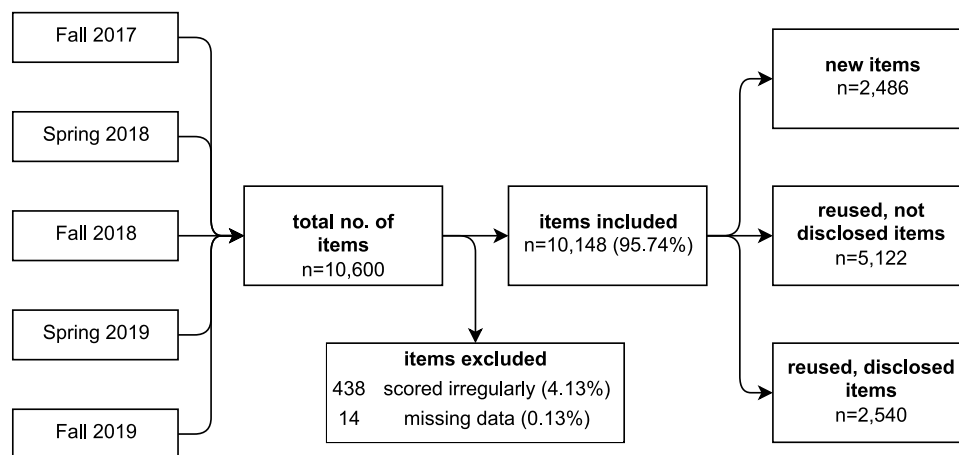 Fall 2017
Spring 2018
Fall 2018
Spring 2019
Fall 2019
total no. of
items
n=10,600
items included
n=10,148 (95.74%)
items excluded
438 scored irregularly (4.13%)
14 missing data (0.13%)
new items
n=2,486
reused, not
disclosed items
n=5,122
reused, disclosed
items
n=2,540